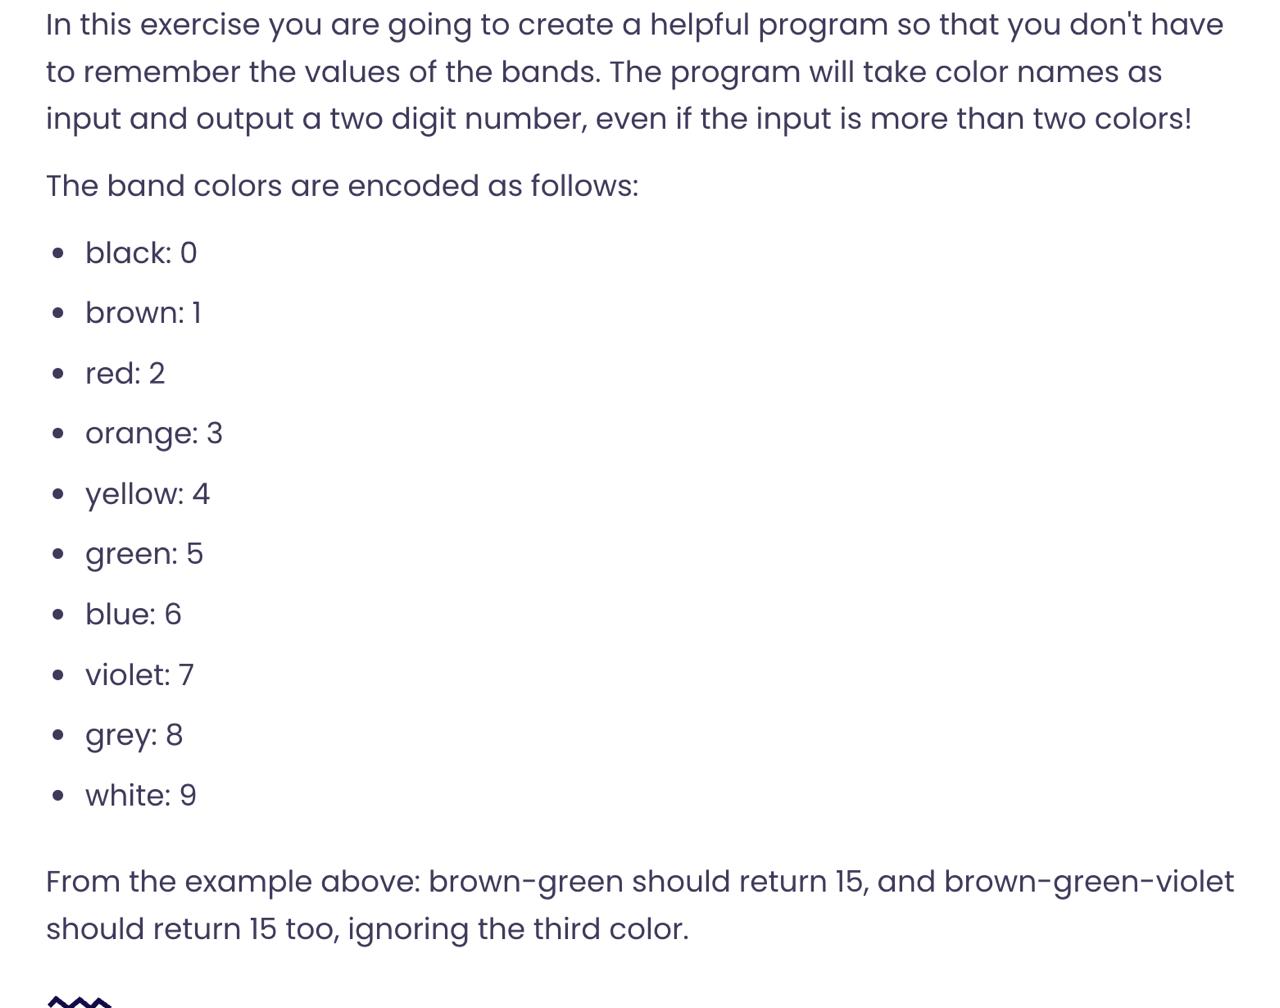 In this exercise you are going to create a helpful program so that you don't have
to remember the values of the bands. The program will take color names as
input and output a two digit number, even if the input is more than two colors!
The band colors are encoded as follows:
• black: 0
• brown: 1
• red: 2
• orange: 3
• yellow: 4
• green: 5
• blue: 6
• violet: 7
• grey: 8
• white: 9
From the example above: brown-green should return 15, and brown-green-violet
should return 15 too, ignoring the third color.